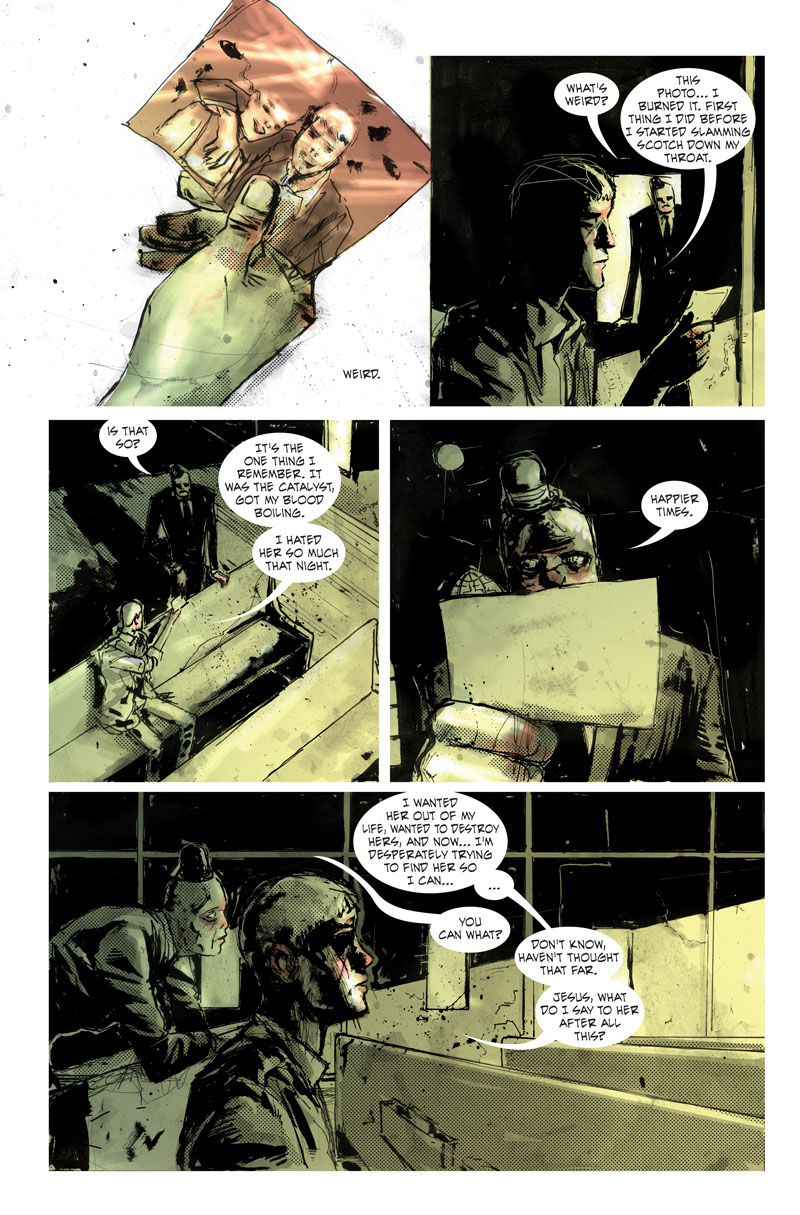 WEIRD.
WHAT'S
WEIRD?
THIS
PHOTO... I
BURNED IT. FIRST
THING I DID BEFORE
I STARTED SLAMMING
SCOTCH DOWN MY
THROAT.
IS THAT
SO?
IT'S THE
ONE THING I
REMEMBER. IT
WAS THE CATALYST,
GOT MY BLOOD
BOILING.
I HATED
HER SO MUCH
THAT NIGHT.
HAPPIER
TIMES.
I WANTED
HER OUT OF MY
LIFE, WANTED TO DESTROY
HERS, AND NOW... I'M
DESPERATELY TRYING
TO FIND HER SO
I CAN...
...
YOU
CAN WHAT?
DON'T KNOW,
HAVEN'T THOUGHT
THAT FAR.
JESUS, WHAT
DO I SAY TO HER
AFTER ALL
THIS?